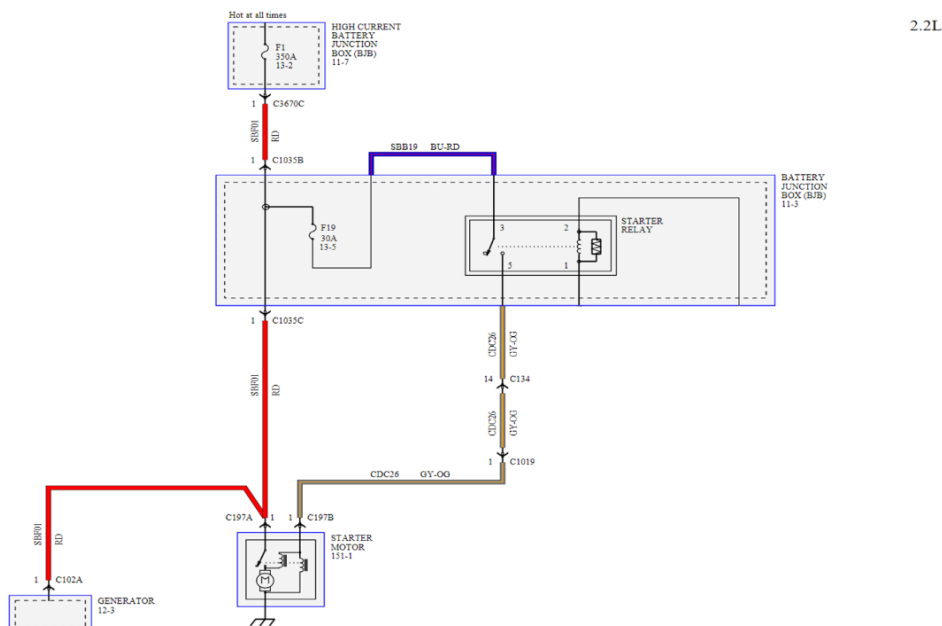 Hot at all times
2.2L
F1
350A
13-2
HIGH CURRENT
BATTERY
JUNCTION
BOX (BJB)
11-7
1 C3670C
SBF01
RD
1 C1035B
SBB19 BU-RD
BATTERY
JUNCTION
BOX (BJB)
11-3
F19
30A
13-5
3
2
5
1
STARTER
RELAY
1 C1035C
SBF01
RD
CDC26
GY-OG
14 C134
CDC26
GY-OG
1 C1019
CDC26 GY-OG
C197A 1
1 C197B
STARTER
MOTOR
151-1
M
SBF01
RD
1 C102A
GENERATOR
12-3